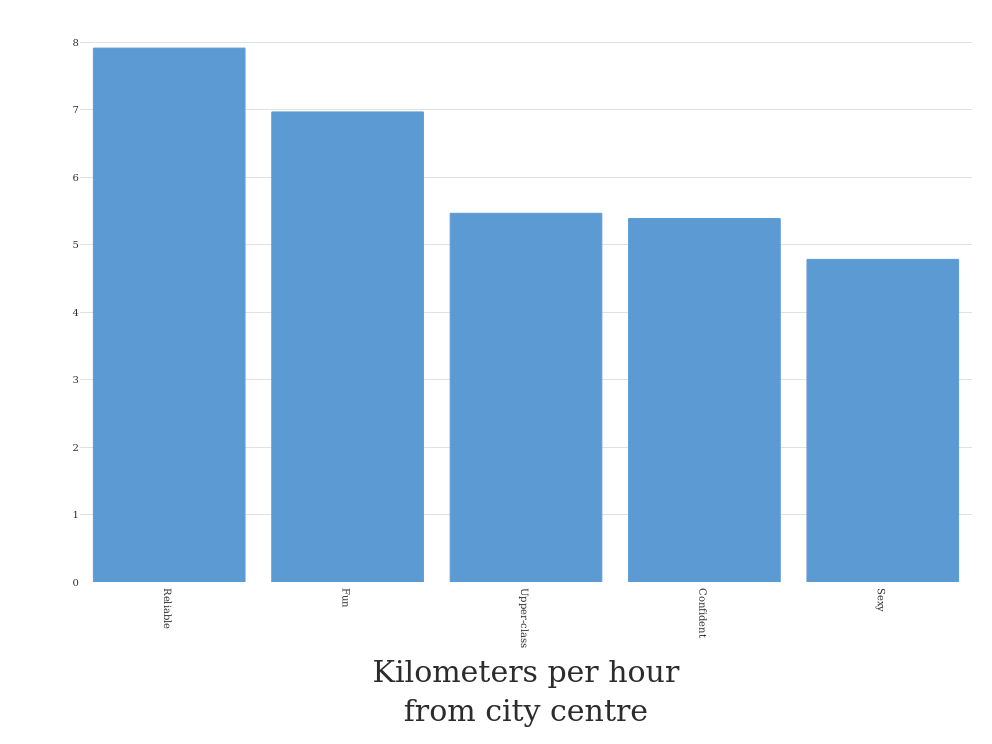 8
7
6
5
4
3
2
1
0
Reliable
Fun
Upper-class
Confident
Sexy
Kilometers per hour
from city centre